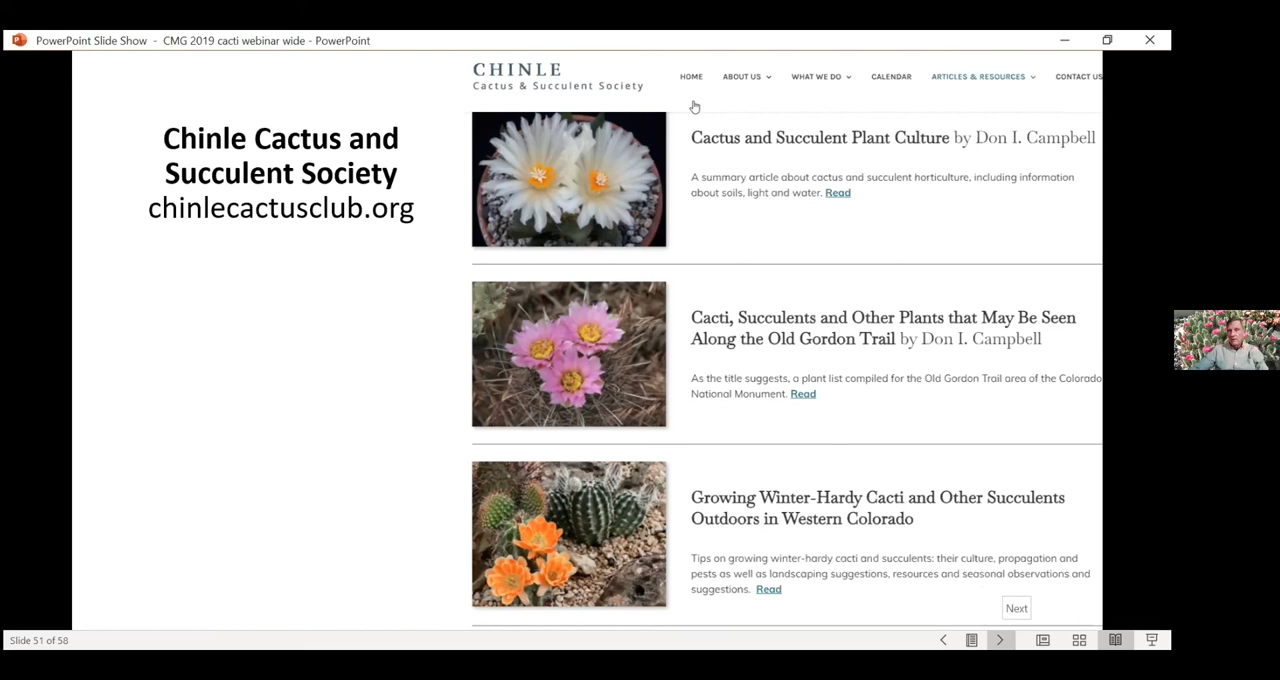 PowerPoint Slide Show - CMG 2019 cacti webinar wide - PowerPoint
Chinle Cactus and
Succulent Society
chinlecactusclub.org
CHINLE
Cactus & Succulent Society
HOME ABOUT US WHAT WE DO CALENDAR ARTICLES & RESOURCES CONTACT US
Cactus and Succulent Plant Culture by Don I. Campbell
A summary article about cactus and succulent horticulture, including information
about soils, light and water. Read
Cacti, Succulents and Other Plants that May Be Seen
Along the Old Gordon Trail by Don I. Campbell
As the title suggests, a plant list compiled for the Old Gordon Trail area of the Colorado
National Monument. Read
Growing Winter-Hardy Cacti and Other Succulents
Outdoors in Western Colorado
Tips on growing winter-hardy cacti and succulents: their culture, propagation and
pests as well as landscaping suggestions, resources and seasonal observations and
suggestions. Read
Next
Slide 51 of 58